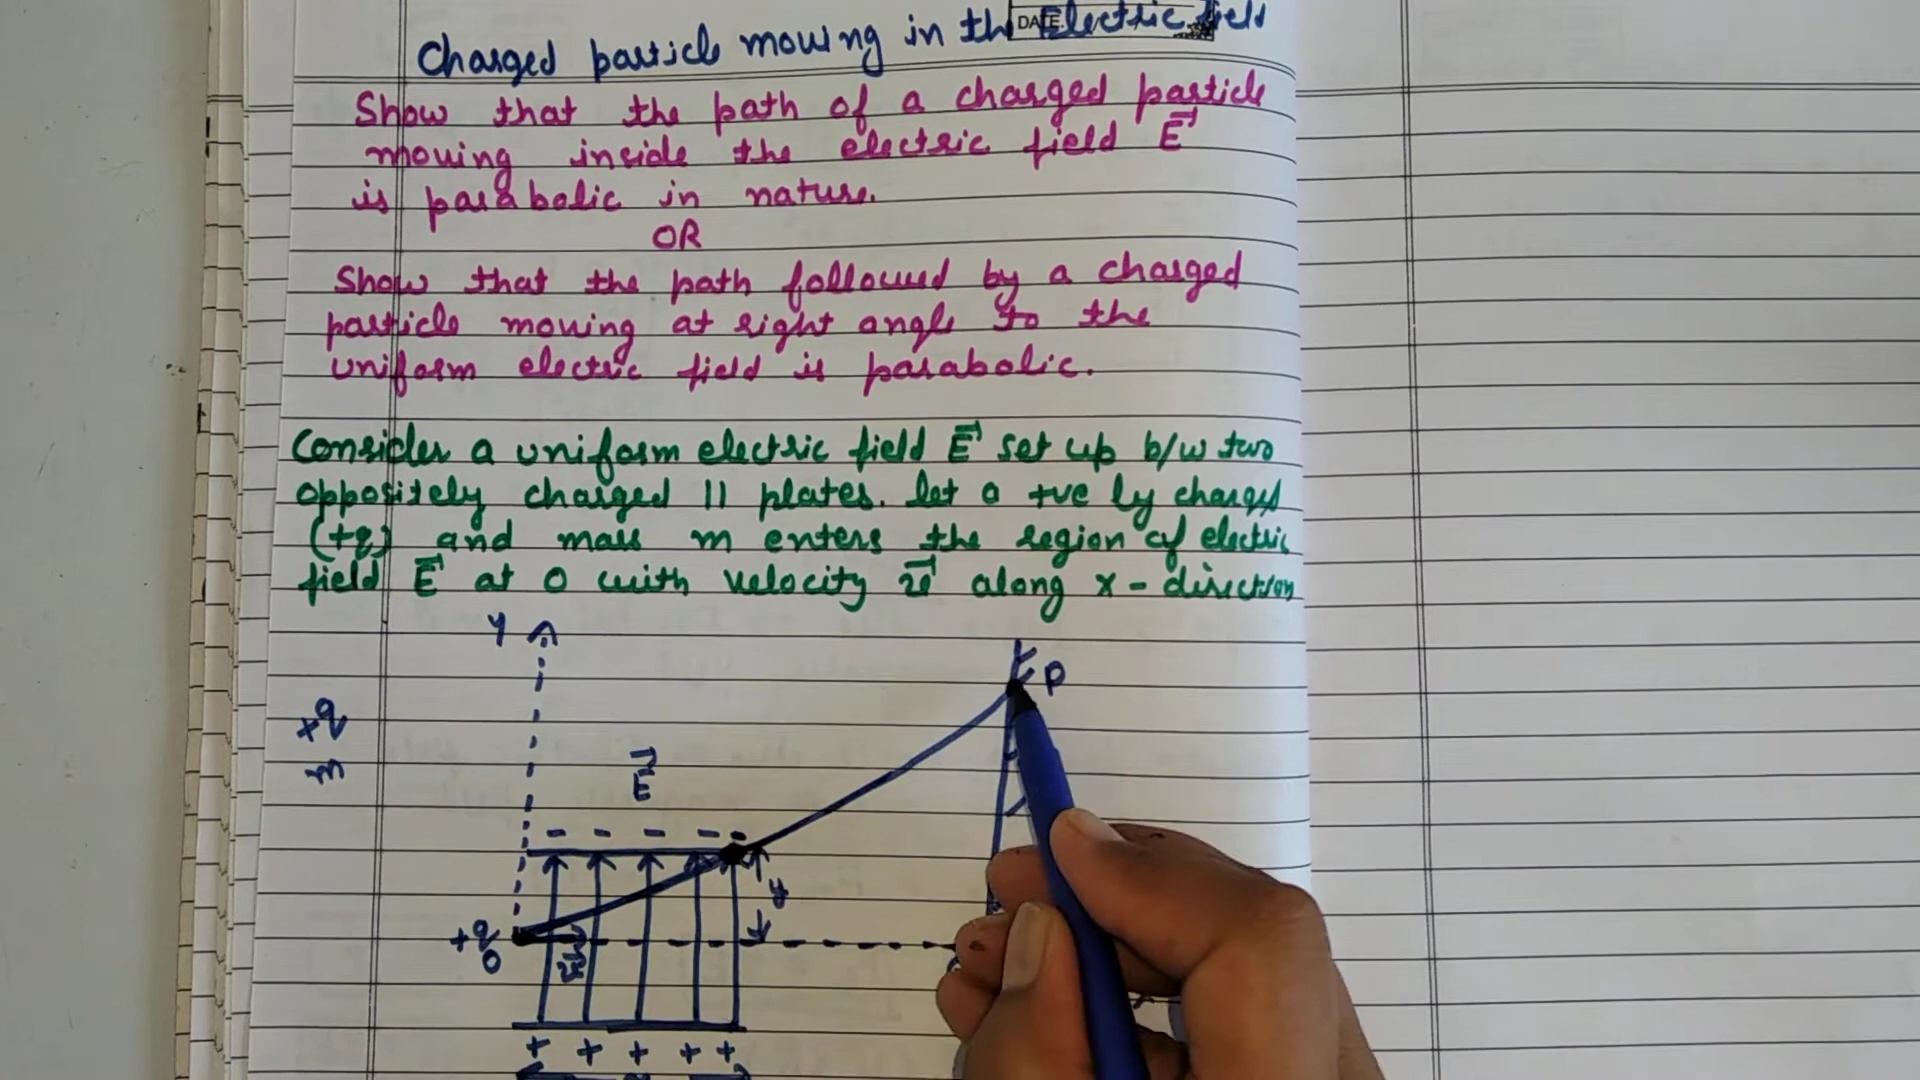 Charged particle moving in the Electric field
DATE
Show that the path of a charged particle
moving inside the electric field E⃗
is parabolic in nature.
OR
Show that the path followed by a charged
particle moving at right angle to the
uniform electric field is parabolic.
Consider a uniform electric field E⃗ set up b/w two
oppositely charged || plates. Let a +ve ly charged
(+q) and mass m enters the region of electric
field E⃗ at O with velocity v⃗ along x - direction
Y
P
+q
m
E⃗
- - - - -
y
+q
O
v⃗
+ + + + +